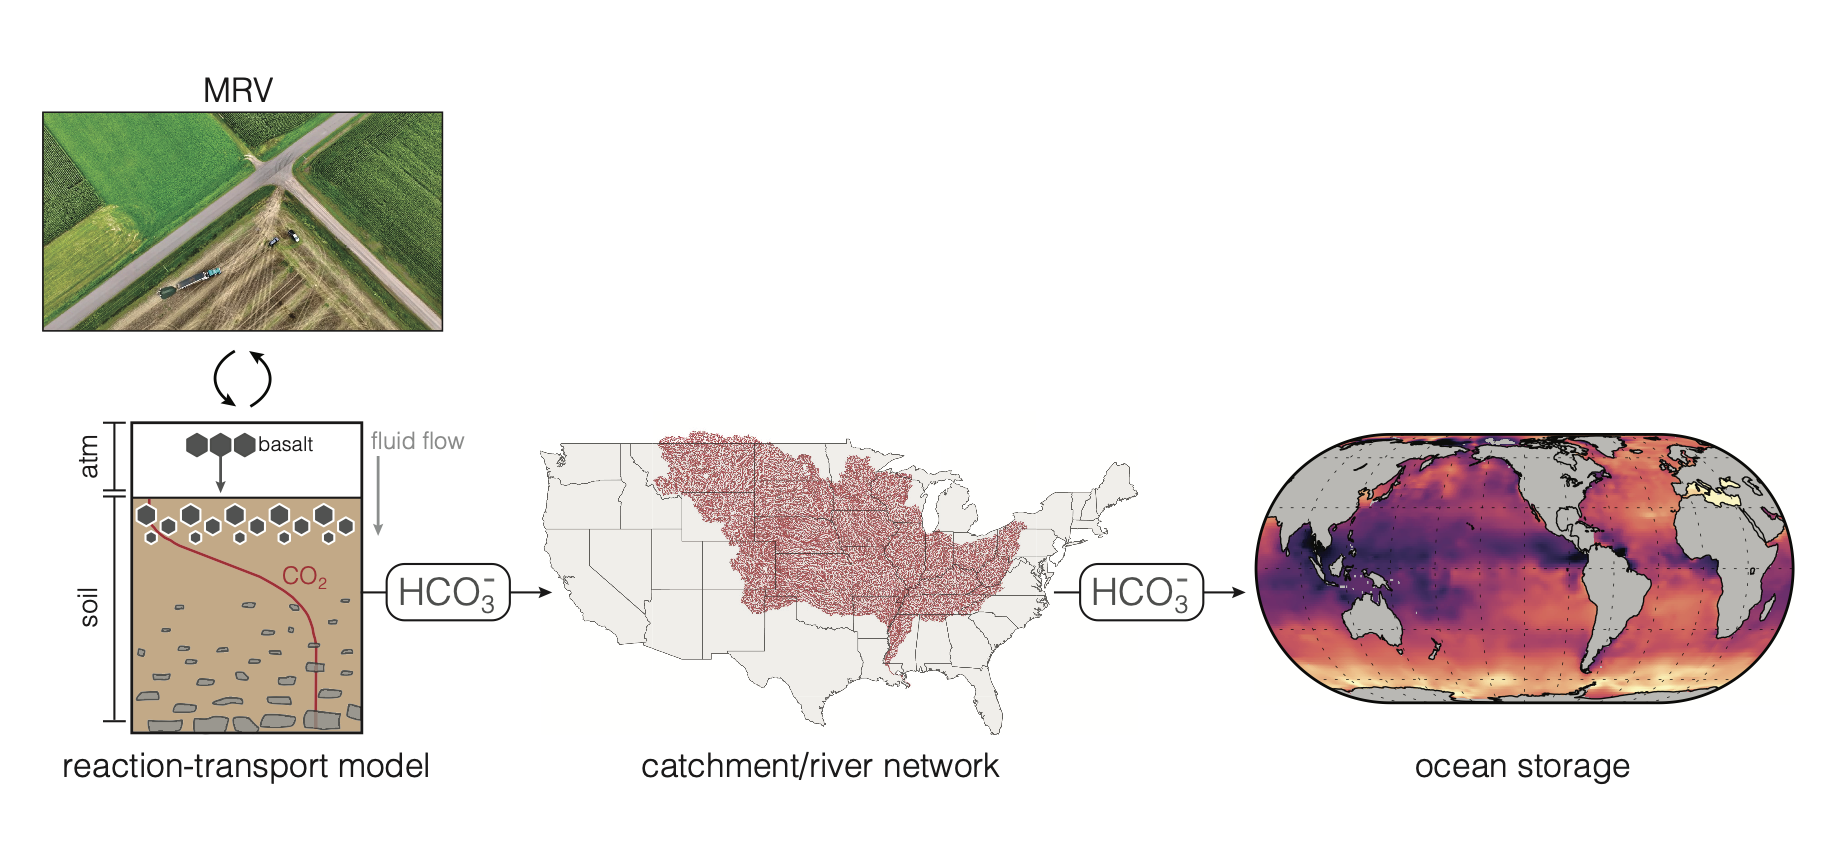 MRV
atm
basalt
fluid flow
soil
CO₂
HCO₃⁻
HCO₃⁻
reaction-transport model
catchment/river network
ocean storage